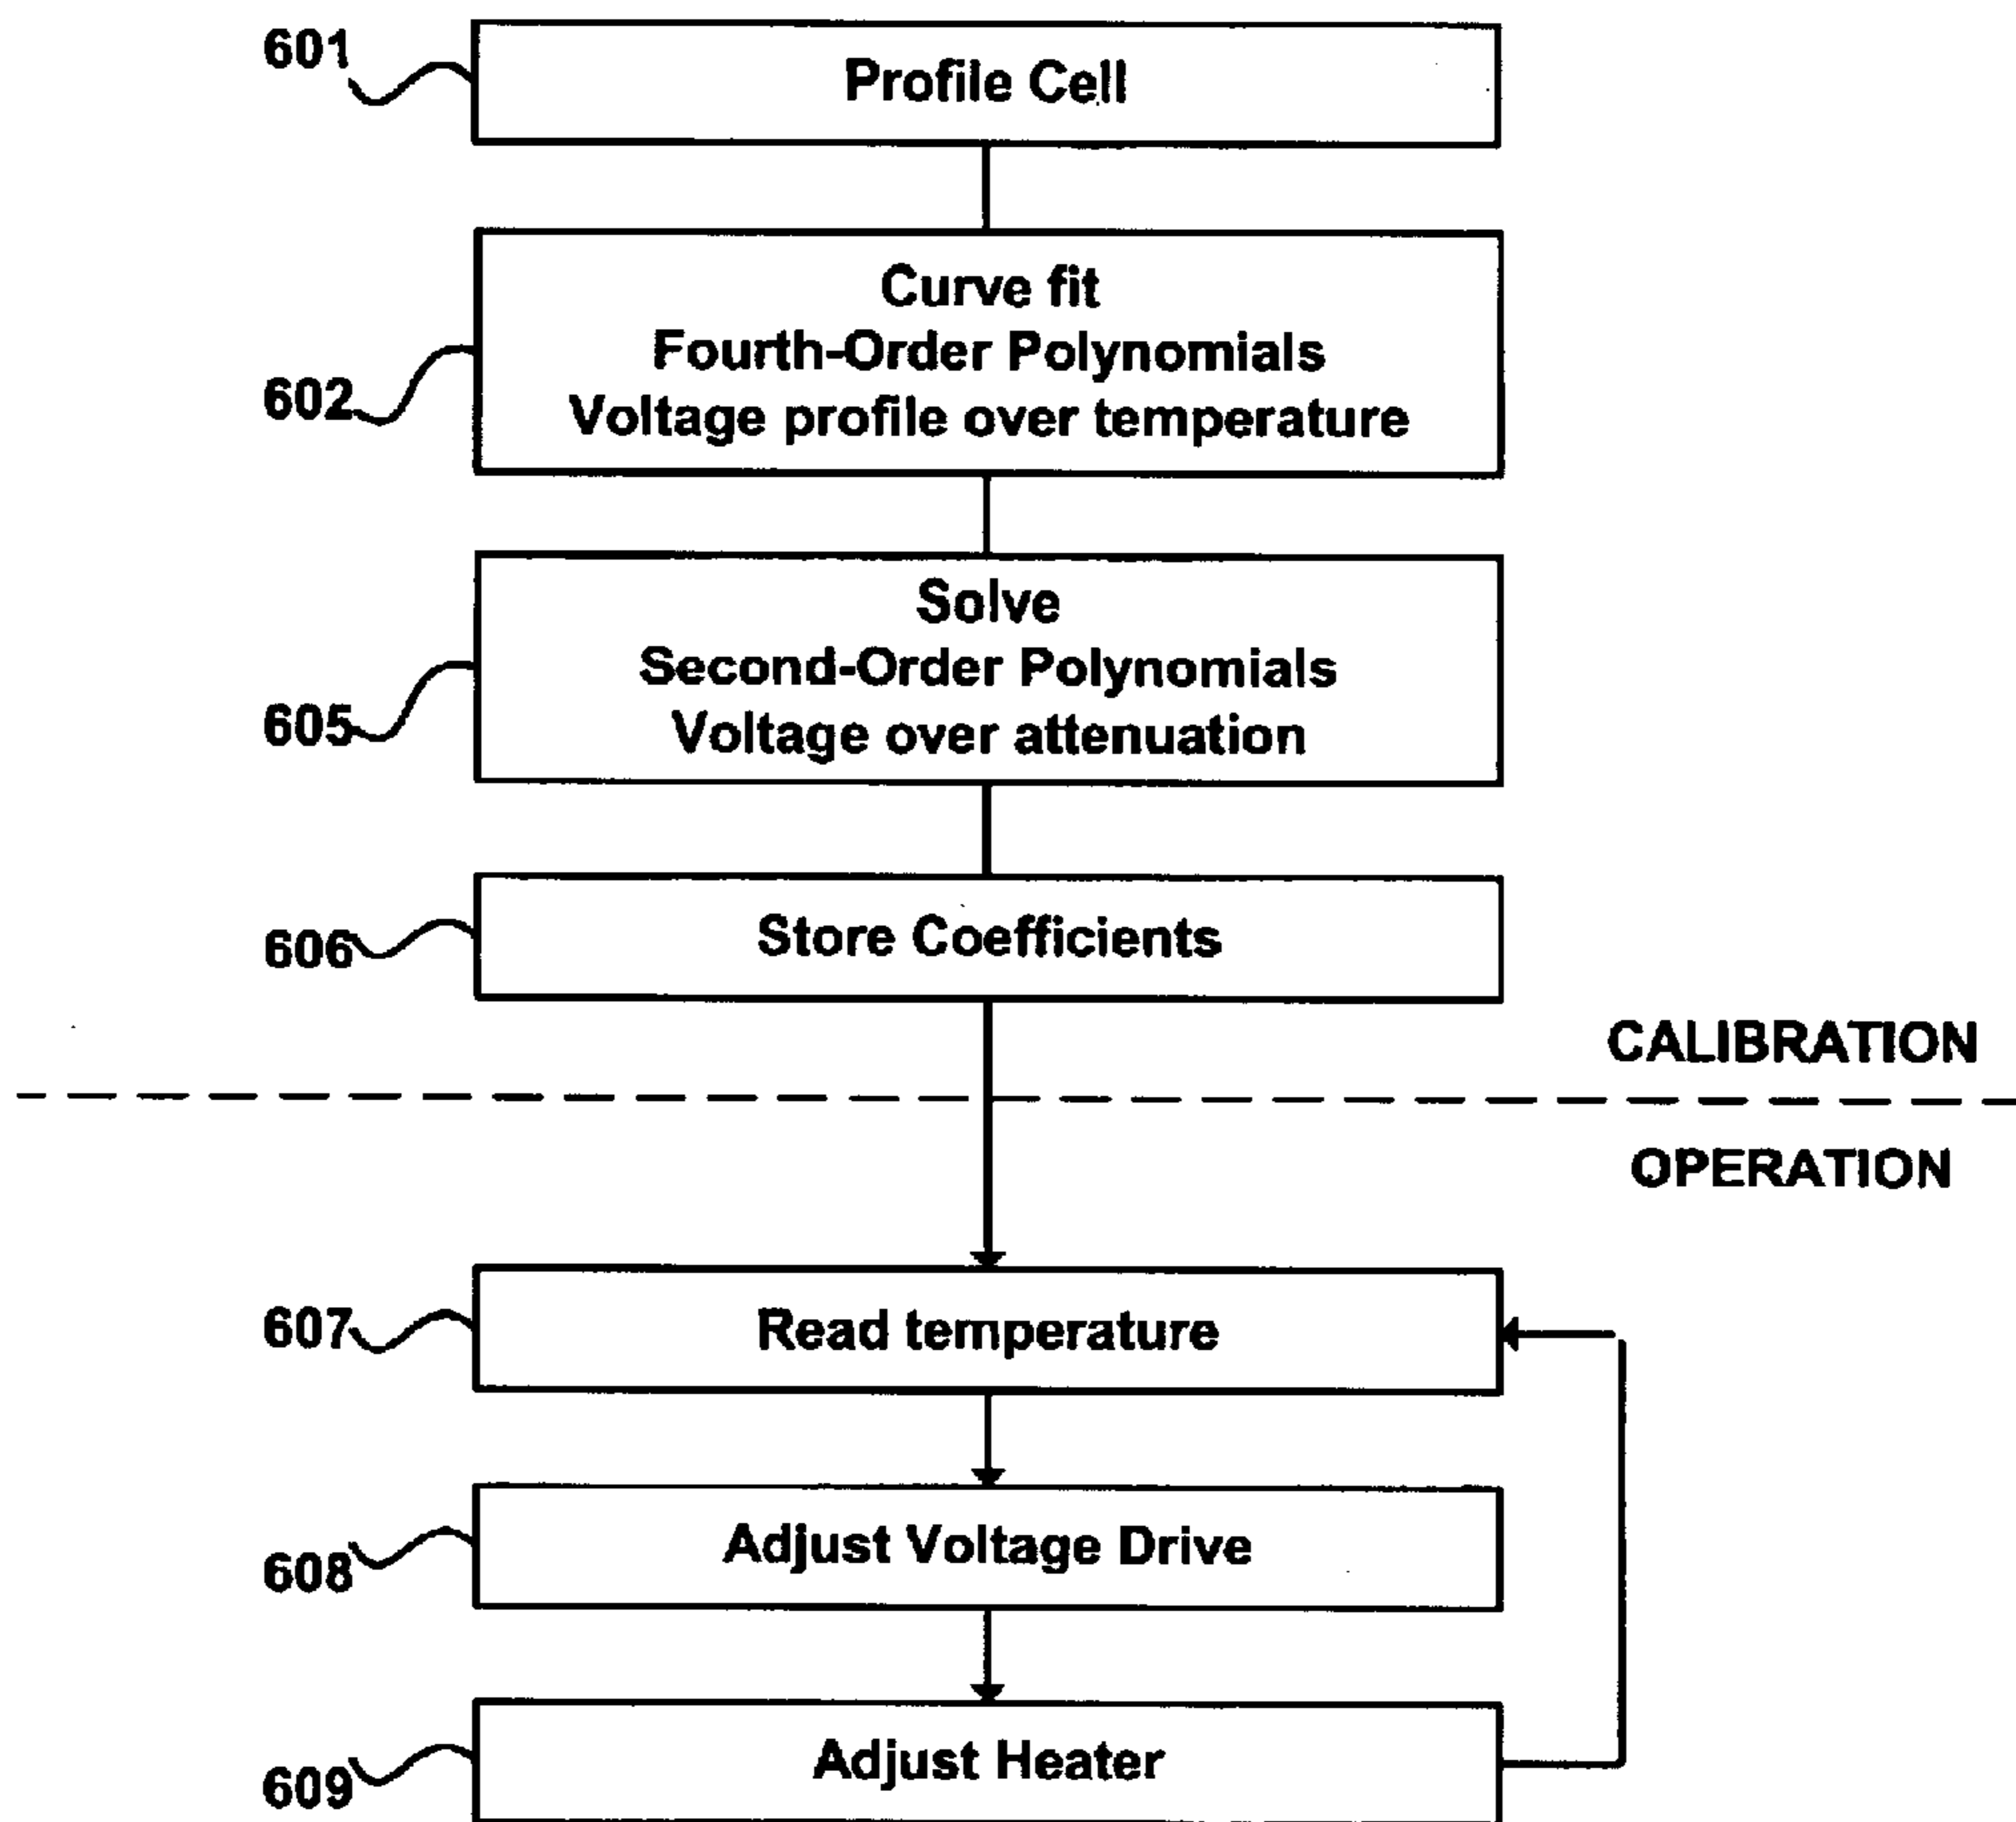 601
Profile Cell
602
Curve fit
Fourth-Order Polynomials
Voltage profile over temperature
605
Solve
Second-Order Polynomials
Voltage over attenuation
606
Store Coefficients
CALIBRATION
OPERATION
607
Read temperature
608
Adjust Voltage Drive
609
Adjust Heater